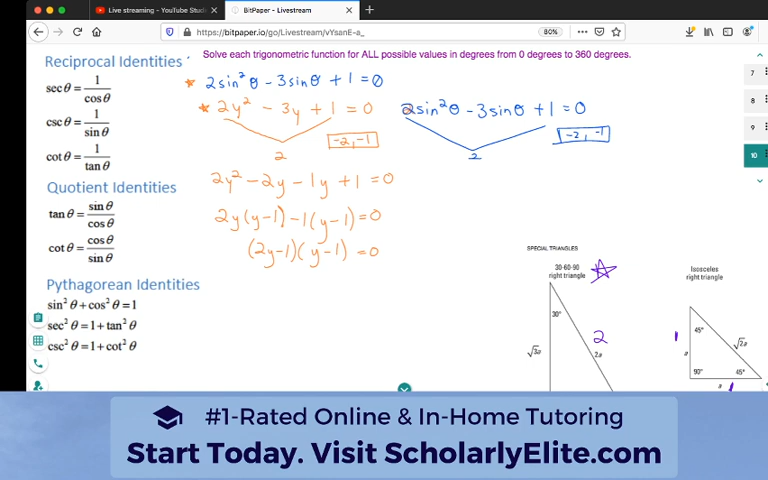 Live streaming - YouTube Studi
BitPaper - Livestream
https://bitpaper.io/go/Livestream/vYsanE-a_
80%
Solve each trigonometric function for ALL possible values in degrees from 0 degrees to 360 degrees.
Reciprocal Identities
sec θ = 1/cos θ
csc θ = 1/sin θ
cot θ = 1/tan θ
Quotient Identities
tan θ = sin θ/cos θ
cot θ = cos θ/sin θ
Pythagorean Identities
sin² θ + cos² θ = 1
sec² θ = 1 + tan² θ
csc² θ = 1 + cot² θ
2sin²θ - 3sinθ + 1 = 0
2y² - 3y + 1 = 0
-2, -1
2
2y² - 2y - 1y + 1 = 0
2y(y-1) - 1(y-1) = 0
(2y-1)(y-1) = 0
2sin²θ - 3sinθ + 1 = 0
-2, -1
2
SPECIAL TRIANGLES
30-60-90
right triangle
30°
√3a
2
2a
Isosceles
right triangle
45°
1
a
√2a
90°
45°
a
1
7
8
9
10
#1-Rated Online & In-Home Tutoring
Start Today. Visit ScholarlyElite.com